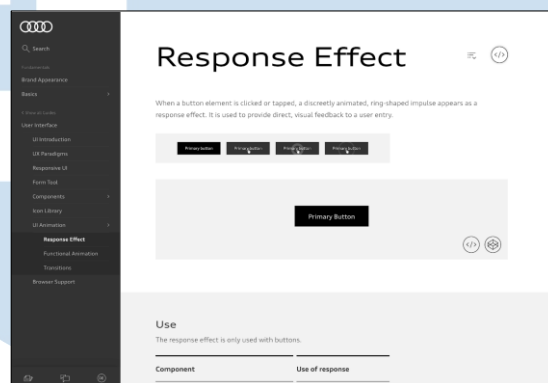 Search
Fundamentals
Brand Appearance
Basics
User Interface
UI Introduction
UX Paradigms
Responsive UI
Form Tool
Components
Icon Library
UI Animation
Response Effect
Functional Animation
Transitions
Browser Support
Response Effect
</>
When a button element is clicked or tapped, a discreetly animated, ring-shaped impulse appears as a
response effect. It is used to provide direct, visual feedback to a user entry.
Primary button
Primary button
Primary button
Primary button
Primary Button
</>
Use
The response effect is only used with buttons.
Component
Use of response